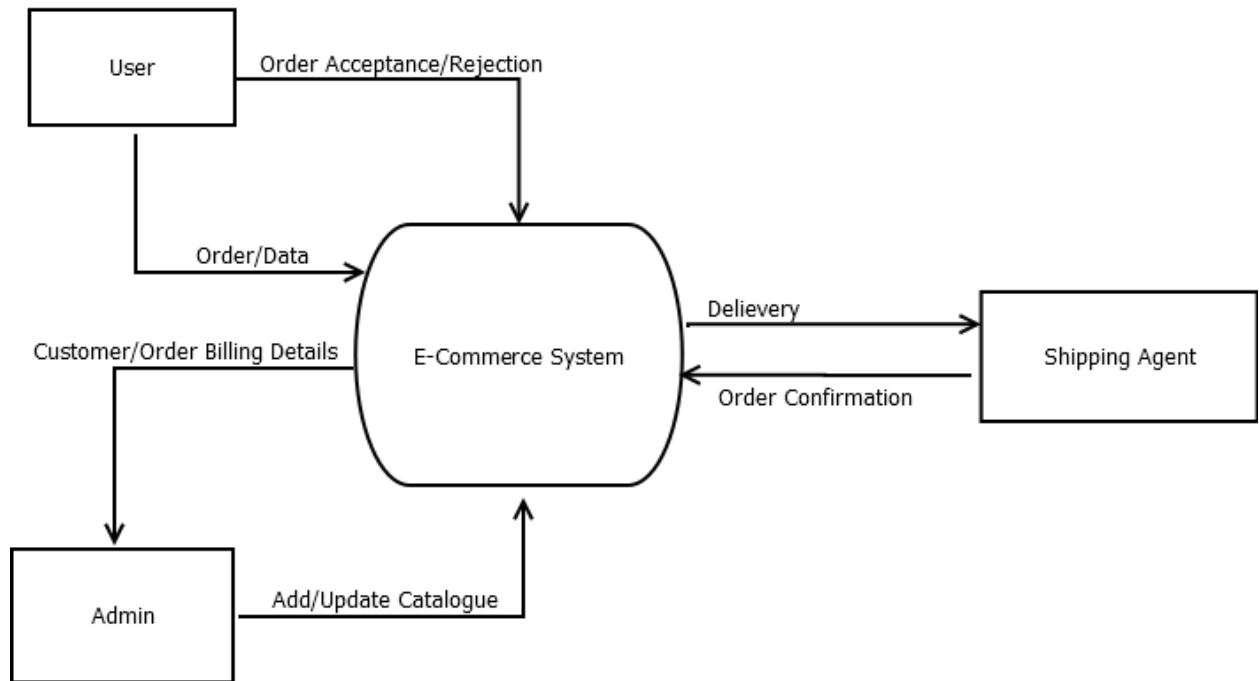 User
Order Acceptance/Rejection
Order/Data
Delievery
Customer/Order Billing Details
E-Commerce System
Shipping Agent
Order Confirmation
Add/Update Catalogue
Admin